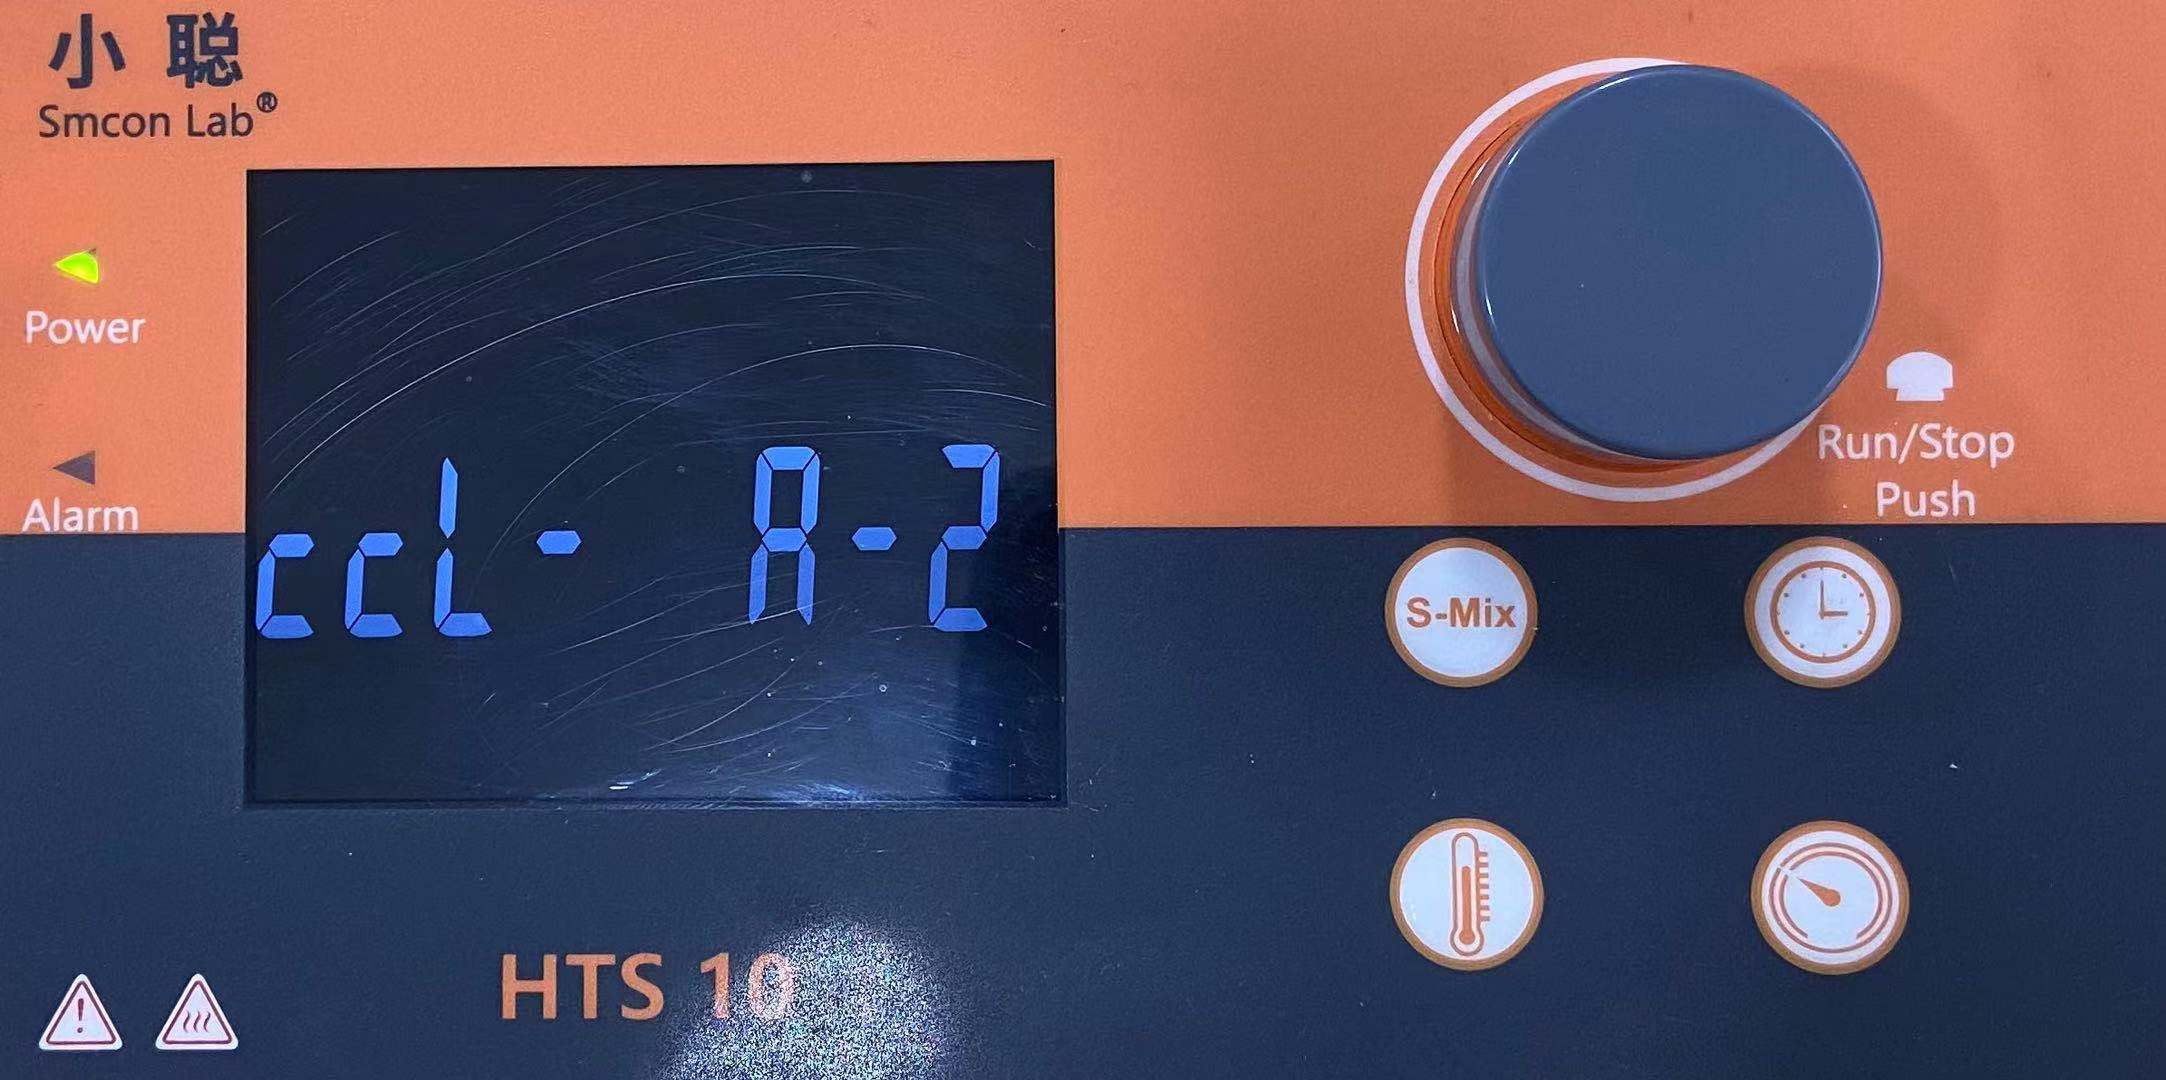 小聪
Smcon Lab®
Power
Alarm
ccL- A-2
Run/Stop
Push
S-Mix
HTS 10